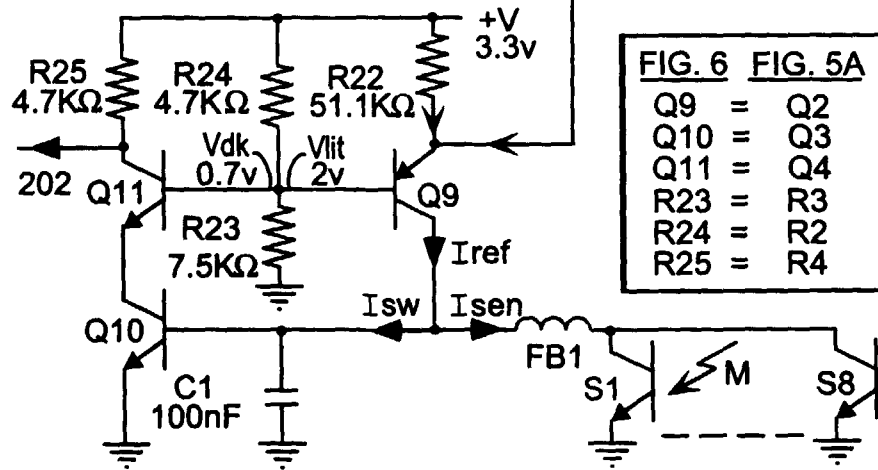 +V
3.3v
R25
4.7KΩ
R24
4.7KΩ
R22
51.1KΩ
FIG. 6 FIG. 5A
Q9 = Q2
Q10 = Q3
Q11 = Q4
R23 = R3
R24 = R2
R25 = R4
202
Q11
Vdk
0.7v
Vlit
2v
Q9
R23
7.5KΩ
Iref
Isw
Isen
Q10
C1
100nF
FB1
S1
M
S8